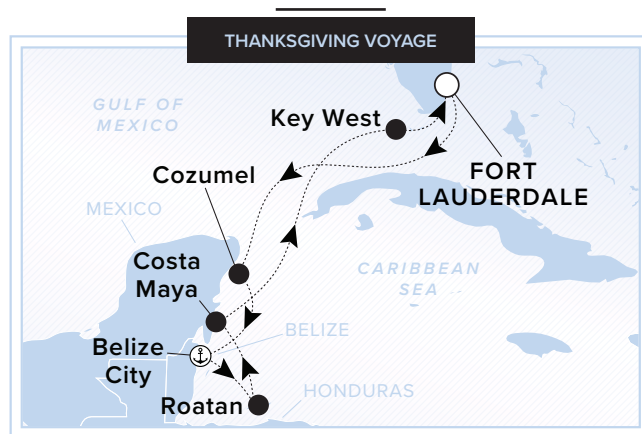 THANKSGIVING VOYAGE
GULF OF
MEXICO
Key West
FORT
LAUDERDALE
Cozumel
MEXICO
Costa
Maya
CARIBBEAN
SEA
BELIZE
Belize
City
HONDURAS
Roatan